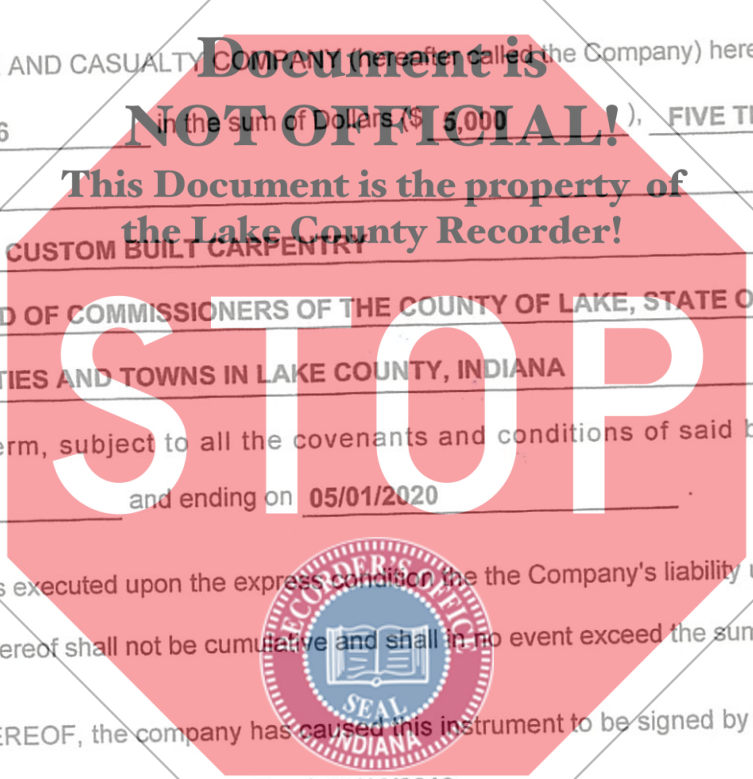 AND CASUALTY COMPANY (hereafter called the Company) here
Document is
6 in the sum of Dollars ($ 5,000 ), FIVE
NOT OFFICIAL!
This Document is the property of
the Lake County Recorder!
CUSTOM BUILT CARPENTRY
D OF COMMISSIONERS OF THE COUNTY OF LAKE, STATE O
STOP
TIES AND TOWNS IN LAKE COUNTY, INDIANA
erm, subject to all the covenants and conditions of said b
and ending on 05/01/2020 .
s executed upon the express condition the the Company's liability
ereof shall not be cumulative and shall in no event exceed the sum
EREOF, the company has caused this instrument to be signed by
RECORDER'S OFFICE
SEAL
INDIANA